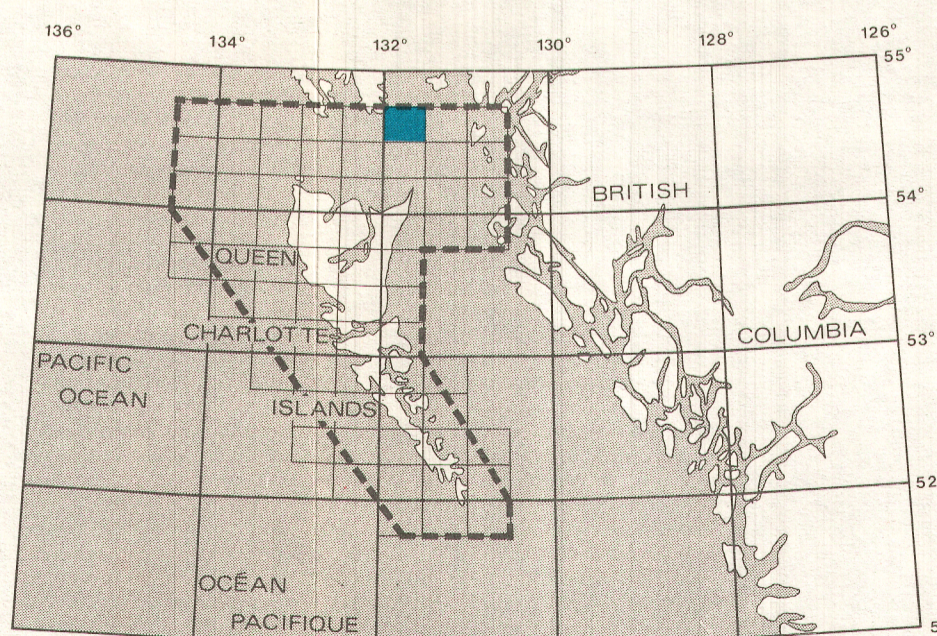 136°
134°
132°
130°
128°
126°
55°
BRITISH
54°
QUEEN
CHARLOTTE
COLUMBIA
53°
PACIFIC
OCEAN
ISLANDS
52
OCÉAN
PACIFIQUE
5